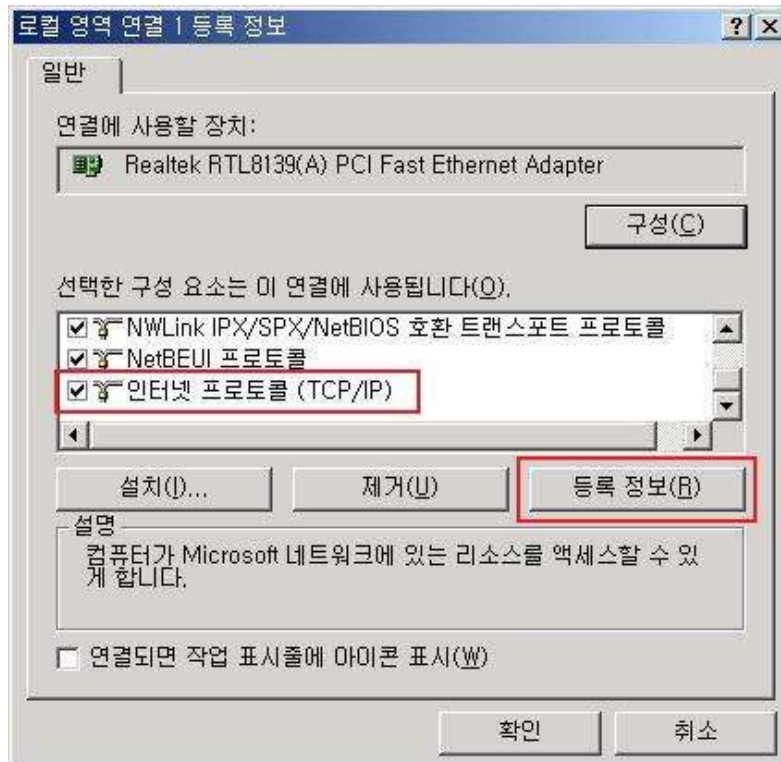 로컬 영역 연결 1 등록 정보
일반
연결에 사용할 장치:
Realtek RTL8139(A) PCI Fast Ethernet Adapter
구성(C)
선택한 구성 요소는 이 연결에 사용됩니다(O).
NWLink IPX/SPX/NetBIOS 호환 트랜스포트 프로토콜
NetBEUI 프로토콜
인터넷 프로토콜 (TCP/IP)
설치(I)... 제거(U) 등록 정보(R)
설명
컴퓨터가 Microsoft 네트워크에 있는 리소스를 액세스할 수 있
게 합니다.
연결되면 작업 표시줄에 아이콘 표시(W)
확인 취소